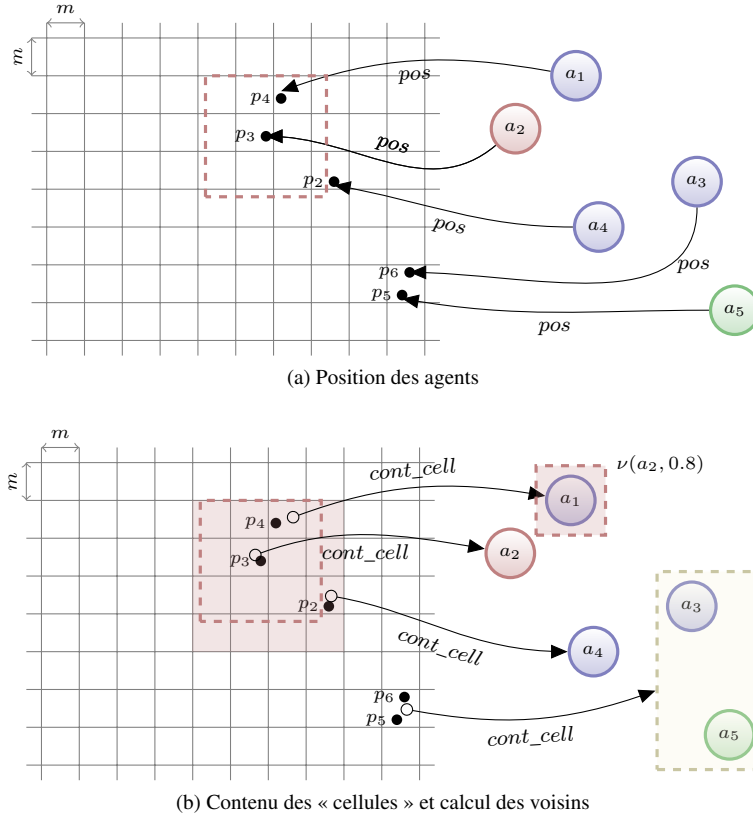 m
m
a₁
pos
p₄
a₂
p₃
pos
a₃
p₂
a₄
pos
p₆
pos
p₅
a₅
pos
(a) Position des agents
m
ν(a₂, 0.8)
cont_cell
m
a₁
p₄
p₃
cont_cell
a₂
p₂
a₃
cont_cell
a₄
p₆
p₅
cont_cell
a₅
(b) Contenu des « cellules » et calcul des voisins